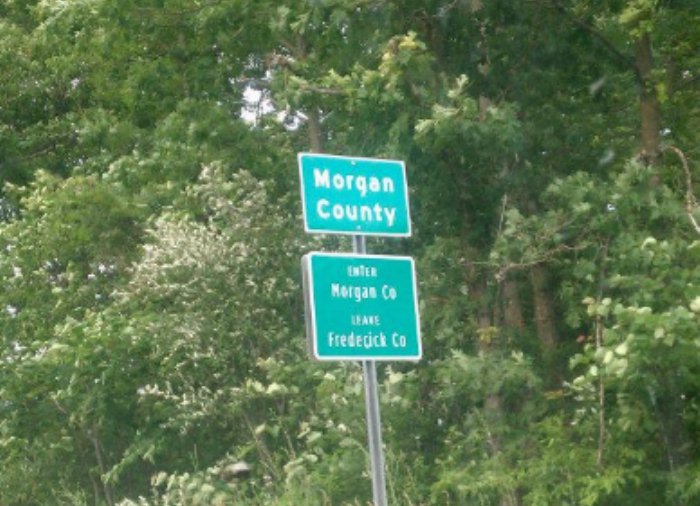 Morgan
County
ENTER
Morgan Co
LEAVE
Frederick Co